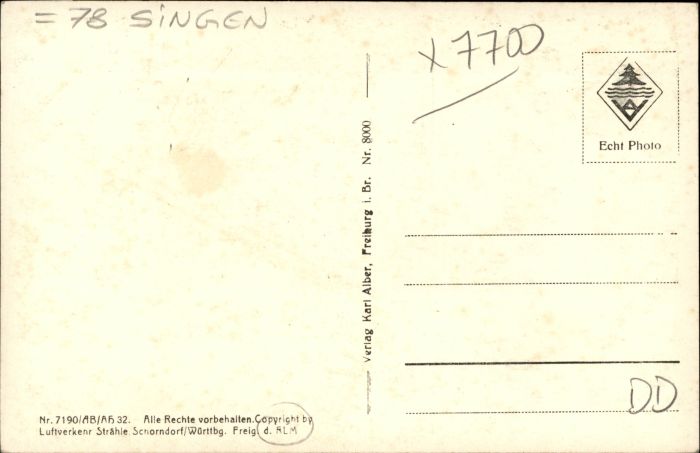 = 78 SINGEN
x 7700
Echt Photo
Verlag Karl Alber, Freiburg i. Br. Nr. 8000
DD
Nr. 7190/AB/Ah 32. Alle Rechte vorbehalten. Copyright by
Luftverkehr Strähle Schorndorf/Württbg. Freig. d. RLM